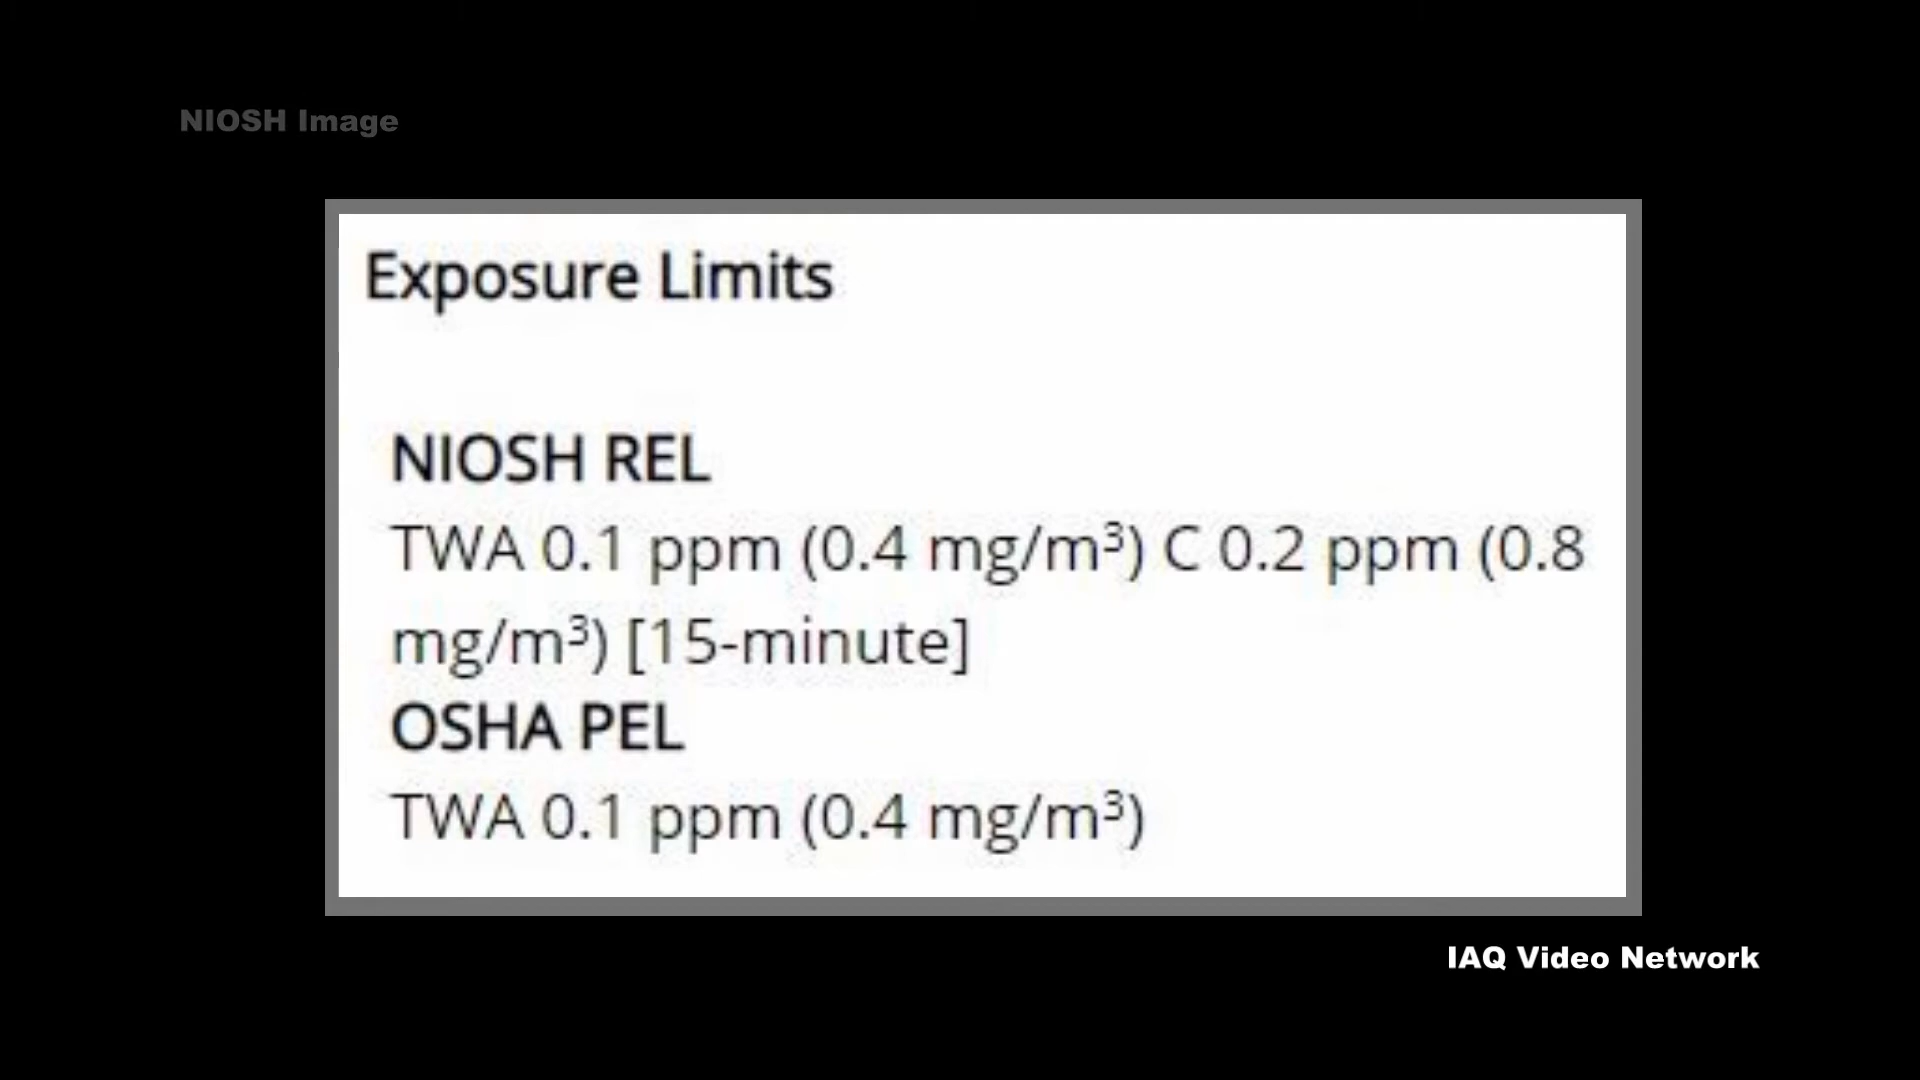 NIOSH Image
Exposure Limits
NIOSH REL
TWA 0.1 ppm (0.4 mg/m³) C 0.2 ppm (0.8
mg/m³) [15-minute]
OSHA PEL
TWA 0.1 ppm (0.4 mg/m³)
IAQ Video Network